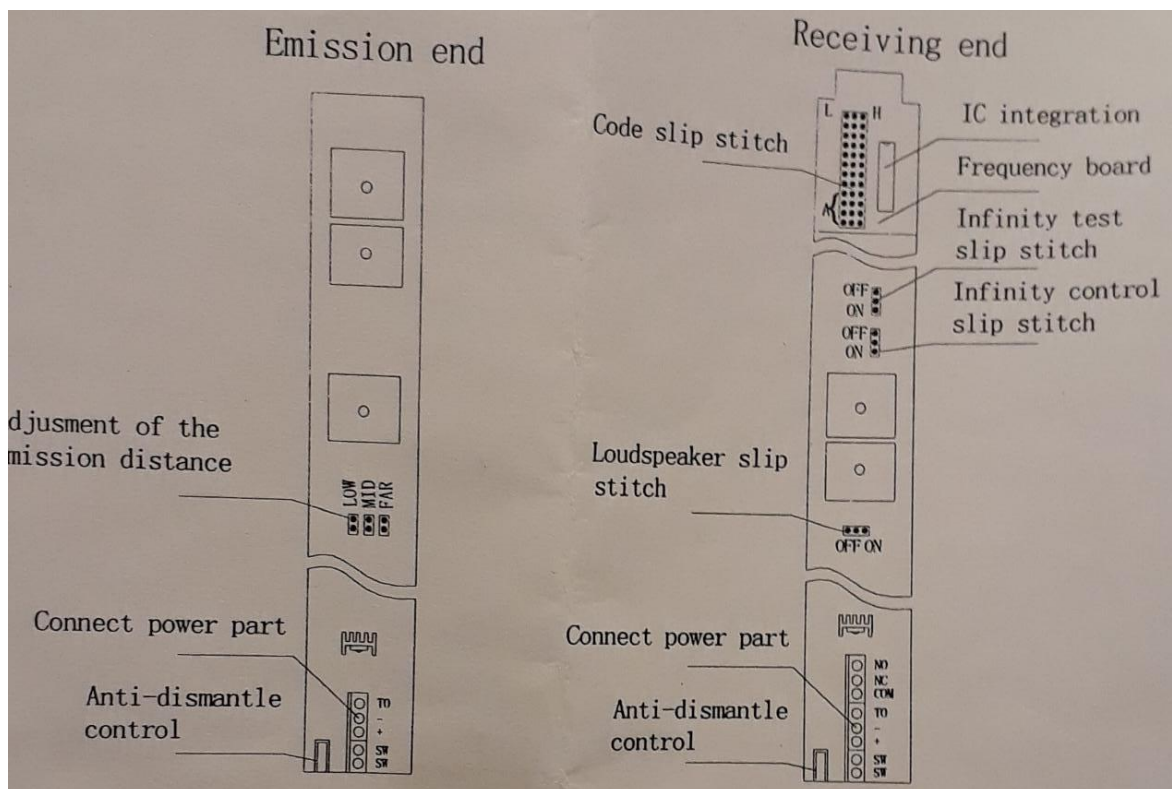 Emission end
djusment of the
mission distance
LOW
MID
FAR
Connect power part
Anti-dismantle
control
TO
-
+
SW
SW
Receiving end
L
H
Code slip stitch
A
IC integration
Frequency board
Infinity test
slip stitch
OFF
ON
Infinity control
slip stitch
OFF
ON
Loudspeaker slip
stitch
OFF ON
Connect power part
Anti-dismantle
control
NO
NC
COM
TO
-
+
SW
SW